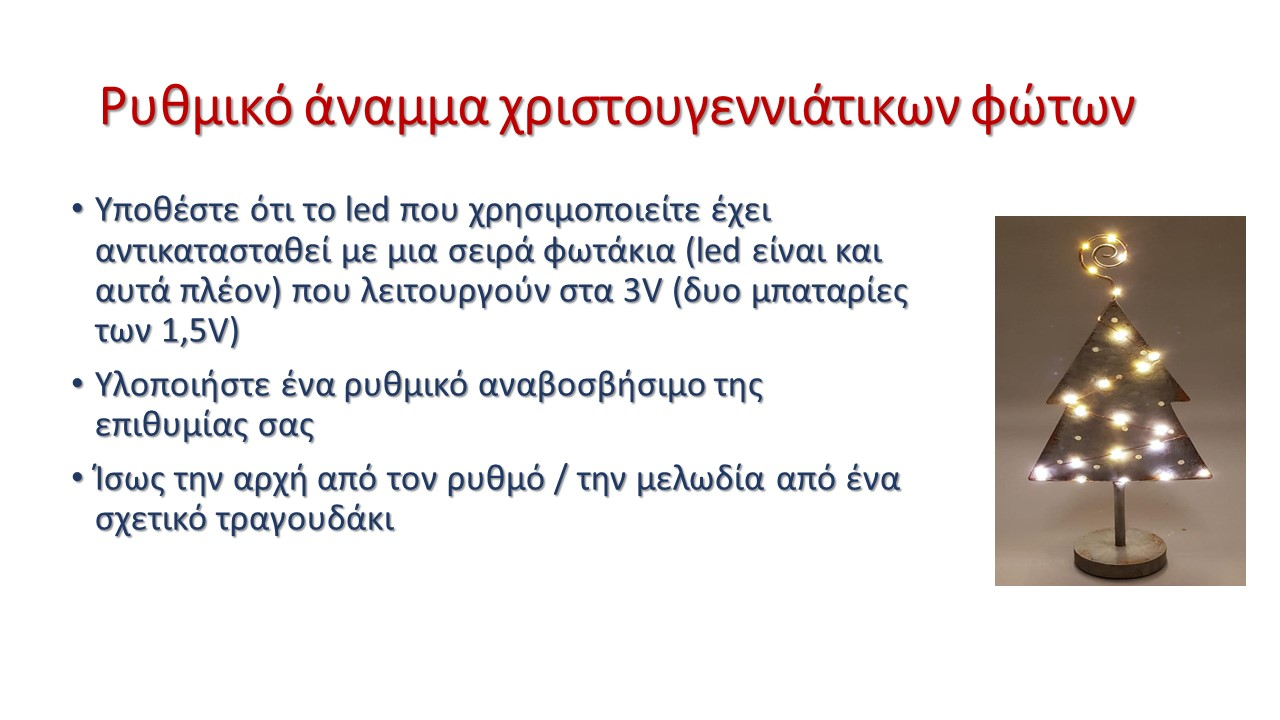 Ρυθμικό άναμμα χριστουγεννιάτικων φώτων
• Υποθέστε ότι το led που χρησιμοποιείτε έχει
αντικατασταθεί με μια σειρά φωτάκια (led είναι και
αυτά πλέον) που λειτουργούν στα 3V (δυο μπαταρίες
των 1,5V)
• Υλοποιήστε ένα ρυθμικό αναβοσβήσιμο της
επιθυμίας σας
• Ίσως την αρχή από τον ρυθμό / την μελωδία από ένα
σχετικό τραγουδάκι